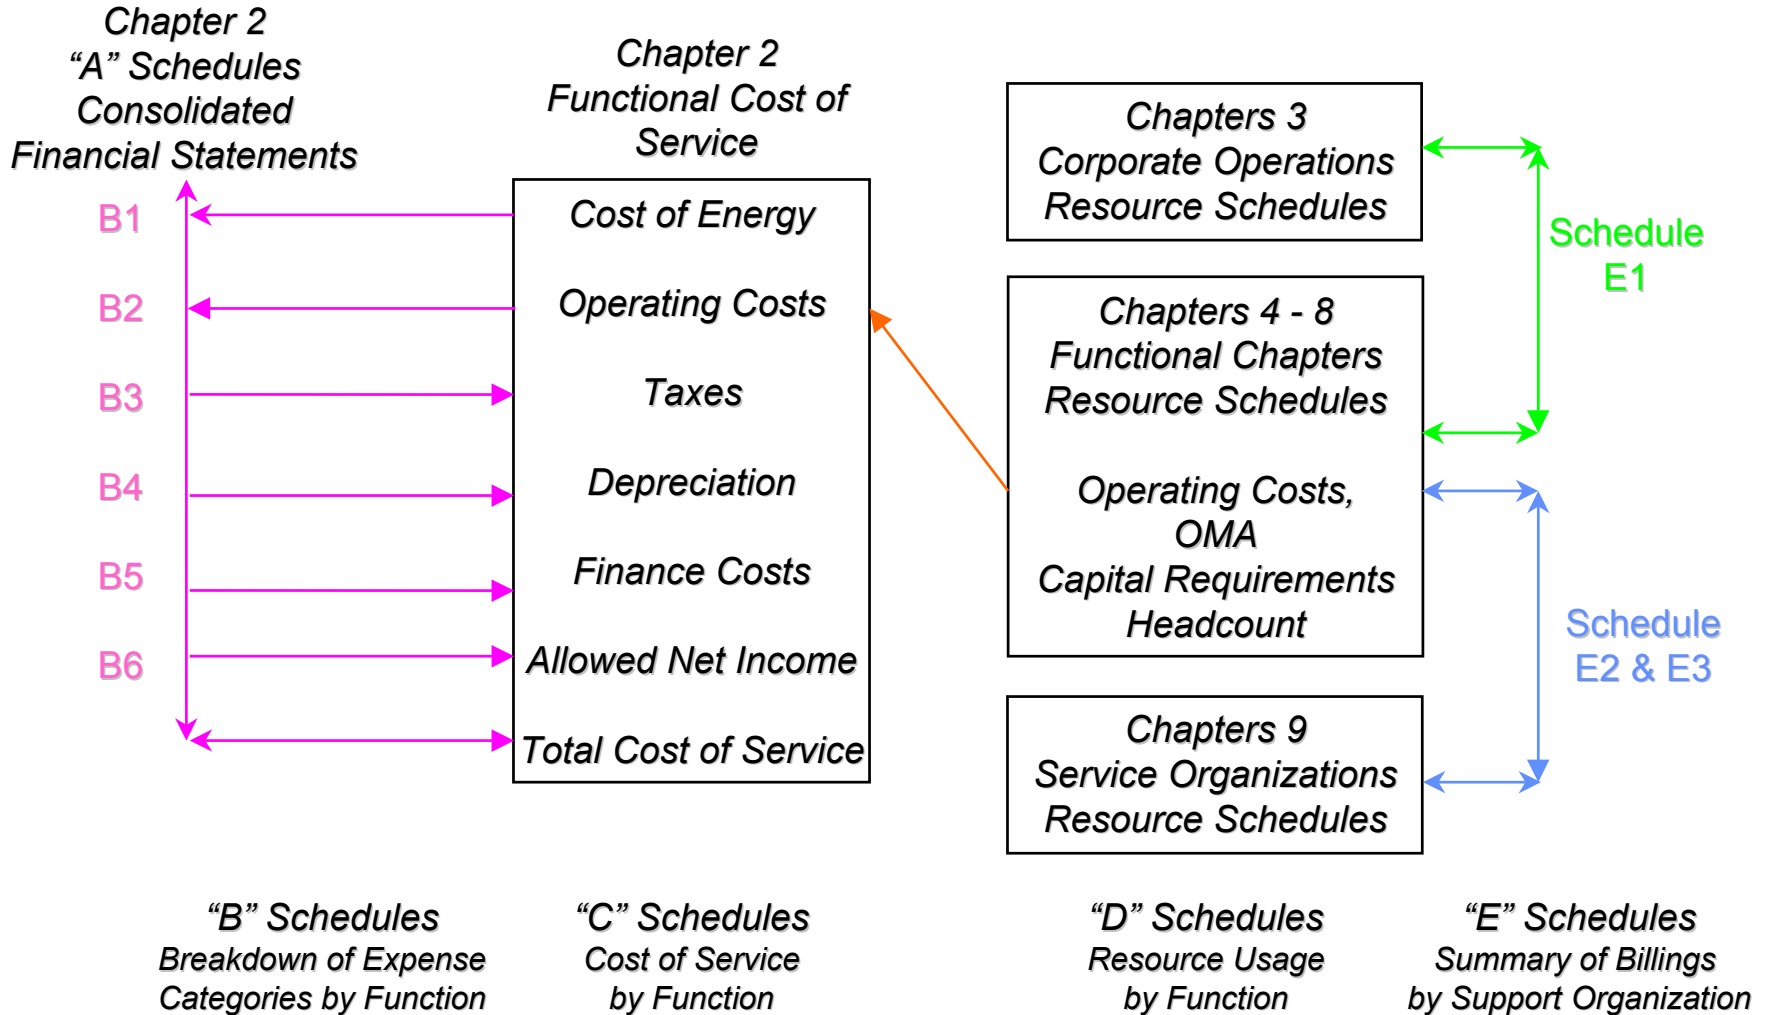 Chapter 2
“A” Schedules
Consolidated
Financial Statements
B1
B2
B3
B4
B5
B6
Chapter 2
Functional Cost of
Service
Cost of Energy
Operating Costs
Taxes
Depreciation
Finance Costs
Allowed Net Income
Total Cost of Service
Chapters 3
Corporate Operations
Resource Schedules
Chapters 4 - 8
Functional Chapters
Resource Schedules
Operating Costs,
OMA
Capital Requirements
Headcount
Chapters 9
Service Organizations
Resource Schedules
Schedule
E1
Schedule
E2 & E3
“B” Schedules
Breakdown of Expense
Categories by Function
“C” Schedules
Cost of Service
by Function
“D” Schedules
Resource Usage
by Function
“E” Schedules
Summary of Billings
by Support Organization